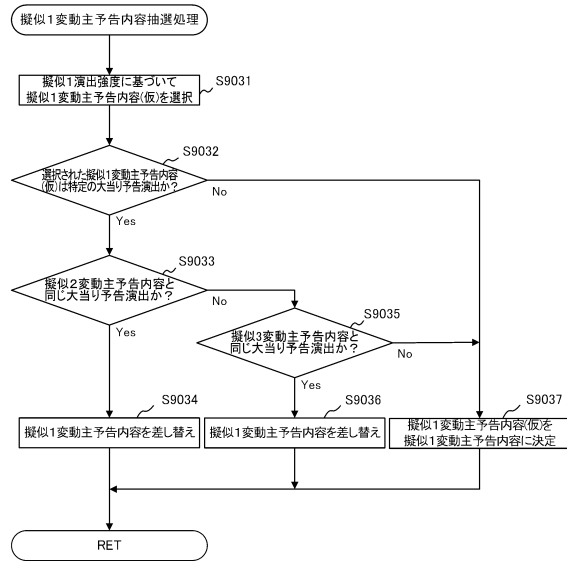 擬似１変動主予告内容抽選処理
擬似１演出強度に基づいて
擬似１変動主予告内容(仮)を選択
S9031
選択された擬似１変動主予告内容
(仮)は特定の大当り予告演出か？
S9032
No
Yes
擬似２変動主予告内容と
同じ大当り予告演出か？
S9033
No
Yes
擬似３変動主予告内容と
同じ大当り予告演出か？
S9035
No
Yes
擬似１変動主予告内容を差し替え
S9034
擬似１変動主予告内容を差し替え
S9036
擬似１変動主予告内容(仮)を
擬似１変動主予告内容に決定
S9037
RET